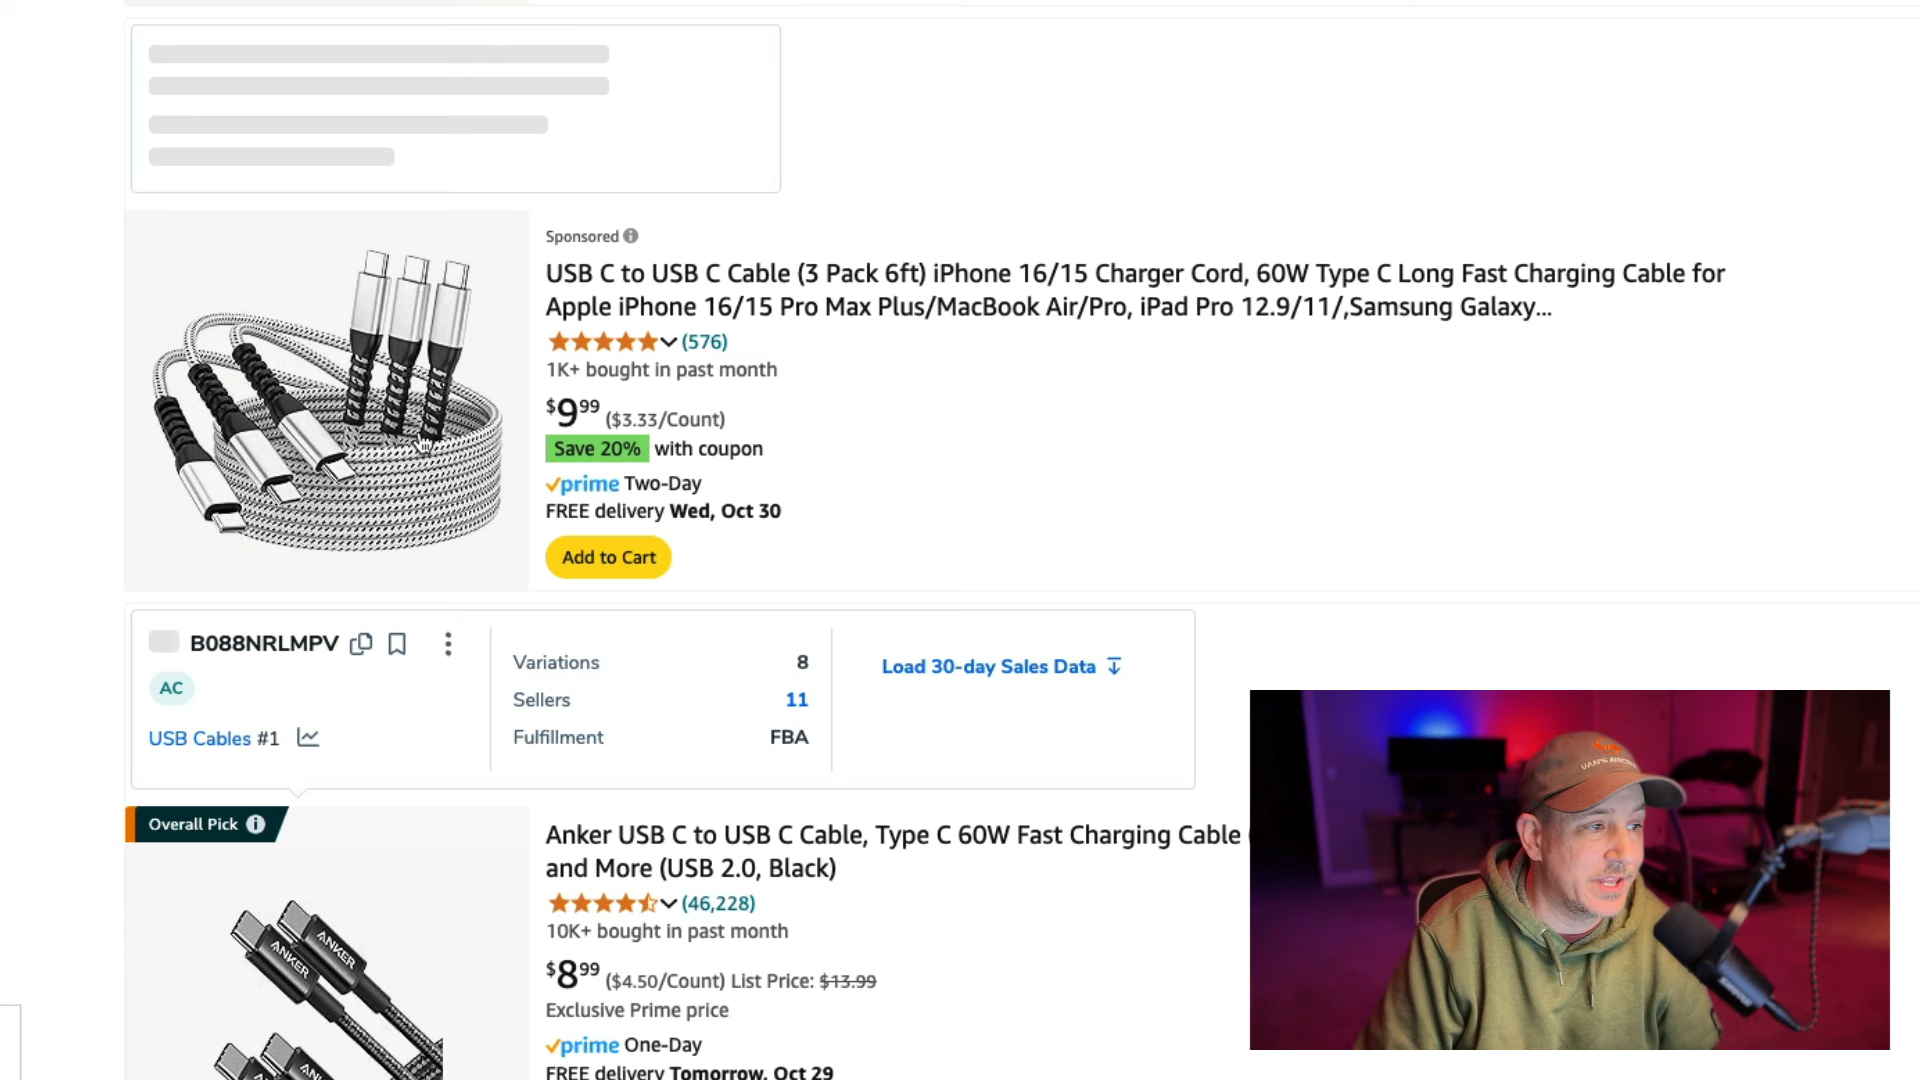 Sponsored
USB C to USB C Cable (3 Pack 6ft) iPhone 16/15 Charger Cord, 60W Type C Long Fast Charging Cable for
Apple iPhone 16/15 Pro Max Plus/MacBook Air/Pro, iPad Pro 12.9/11/,Samsung Galaxy...
(576)
1K+ bought in past month
$9.99 ($3.33/Count)
Save 20% with coupon
prime Two-Day
FREE delivery Wed, Oct 30
Add to Cart
B088NRLMPV
AC
USB Cables #1
Variations 8
Sellers 11
Fulfillment FBA
Load 30-day Sales Data
Overall Pick
Anker USB C to USB C Cable, Type C 60W Fast Charging Cable
and More (USB 2.0, Black)
(46,228)
10K+ bought in past month
$8.99 ($4.50/Count) List Price: $13.99
Exclusive Prime price
prime One-Day
FREE delivery Tomorrow, Oct 29
ANKER
ANKER
VAN'S